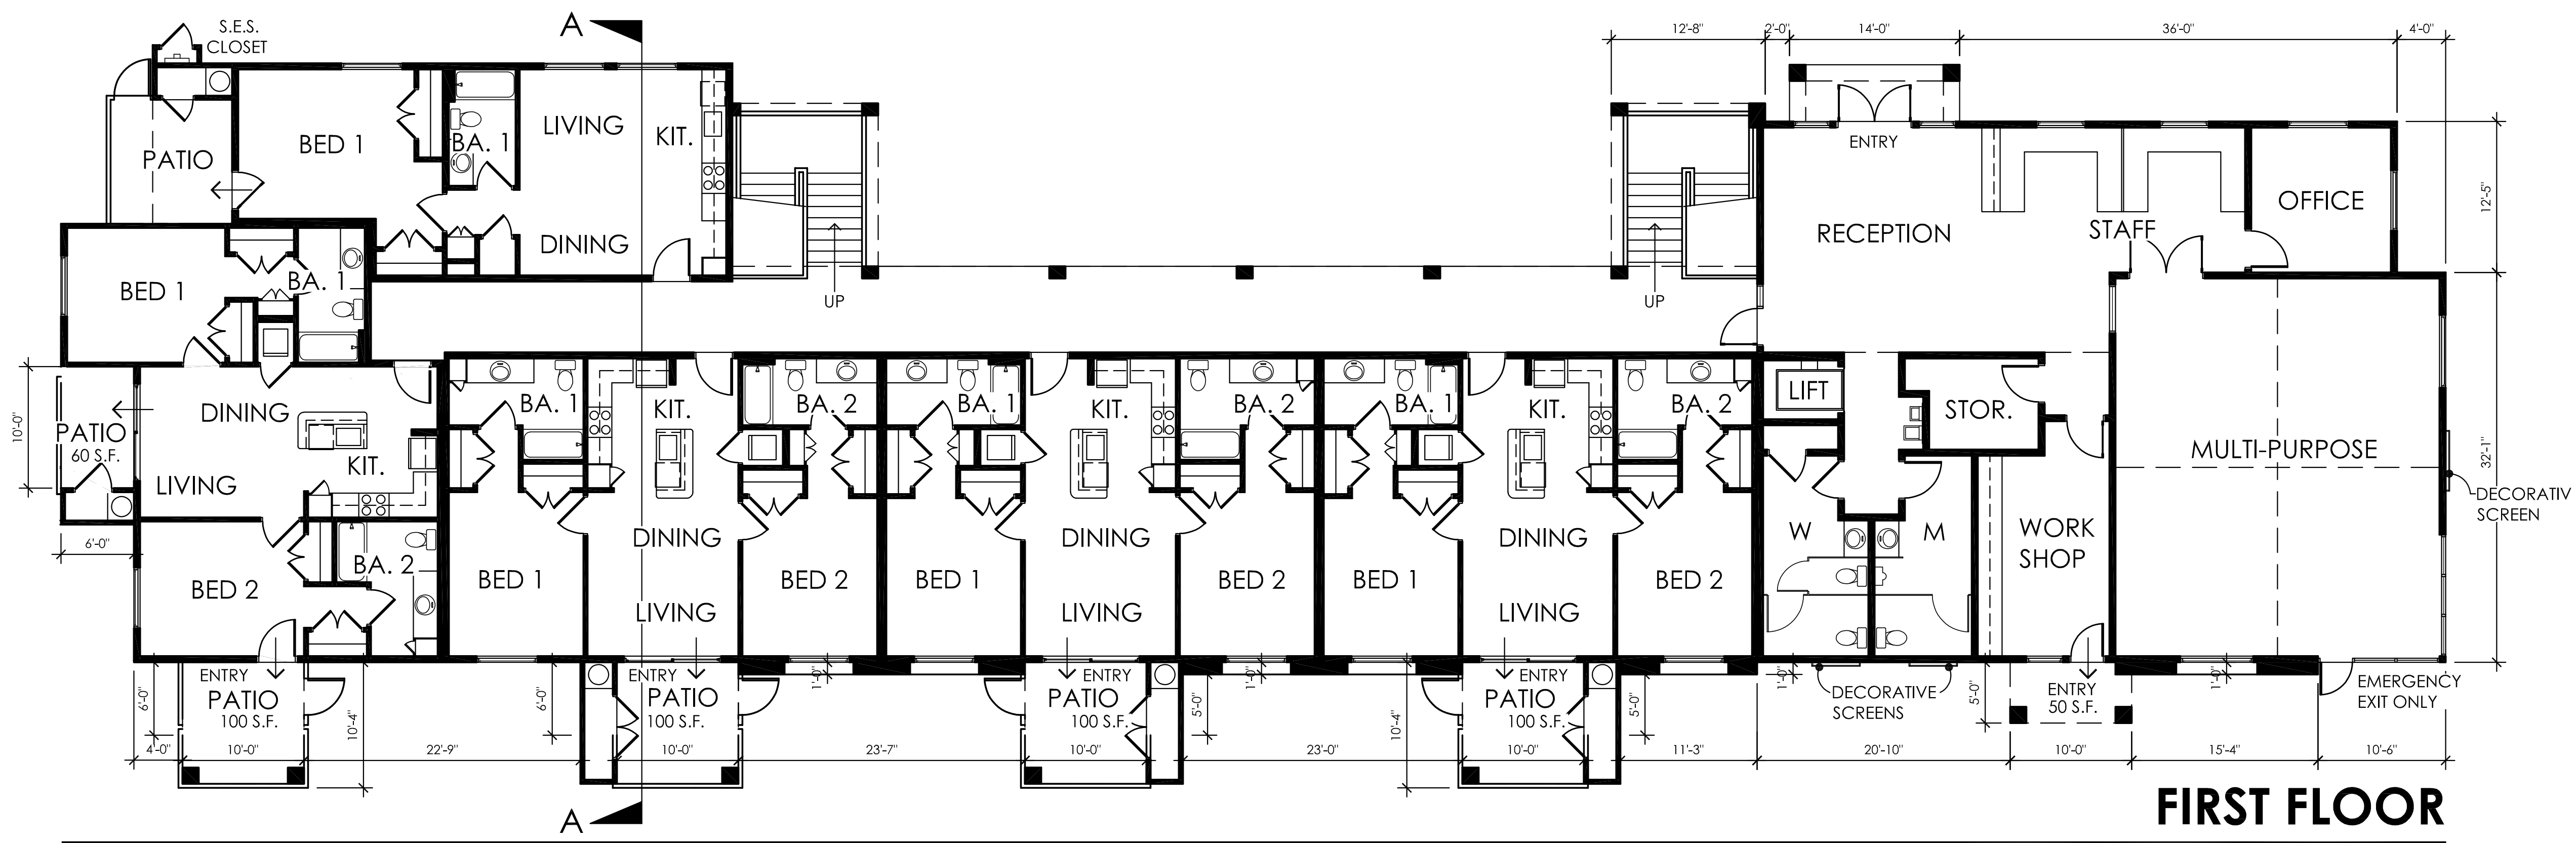 A
S.E.S.
CLOSET
12'-8"
2'-0"
14'-0"
36'-0"
4'-0"
PATIO
BED 1
BA. 1
LIVING
KIT.
DINING
ENTRY
RECEPTION
STAFF
OFFICE
12'-5"
BED 1
BA. 1
UP
UP
10'-0"
PATIO
60 S.F.
DINING
LIVING
KIT.
6'-0"
BED 2
BA. 2
BA. 1
KIT.
BA. 2
BA. 1
KIT.
BA. 2
BA. 1
KIT.
BA. 2
LIFT
STOR.
MULTI-PURPOSE
32'-1"
DECORATIV
SCREEN
BED 1
DINING
LIVING
BED 2
BED 1
DINING
LIVING
BED 2
BED 1
DINING
LIVING
BED 2
W
M
WORK
SHOP
ENTRY
PATIO
100 S.F.
6'-0"
10'-4"
6'-0"
ENTRY
PATIO
100 S.F.
1'-0"
ENTRY
PATIO
100 S.F.
5'-0"
1'-0"
10'-4"
ENTRY
PATIO
100 S.F.
5'-0"
1'-0"
DECORATIVE
SCREENS
5'-0"
ENTRY
50 S.F.
1'-0"
EMERGENCY
EXIT ONLY
4'-0"
10'-0"
22'-9"
10'-0"
23'-7"
10'-0"
23'-0"
10'-0"
11'-3"
20'-10"
10'-0"
15'-4"
10'-6"
A
FIRST FLOOR